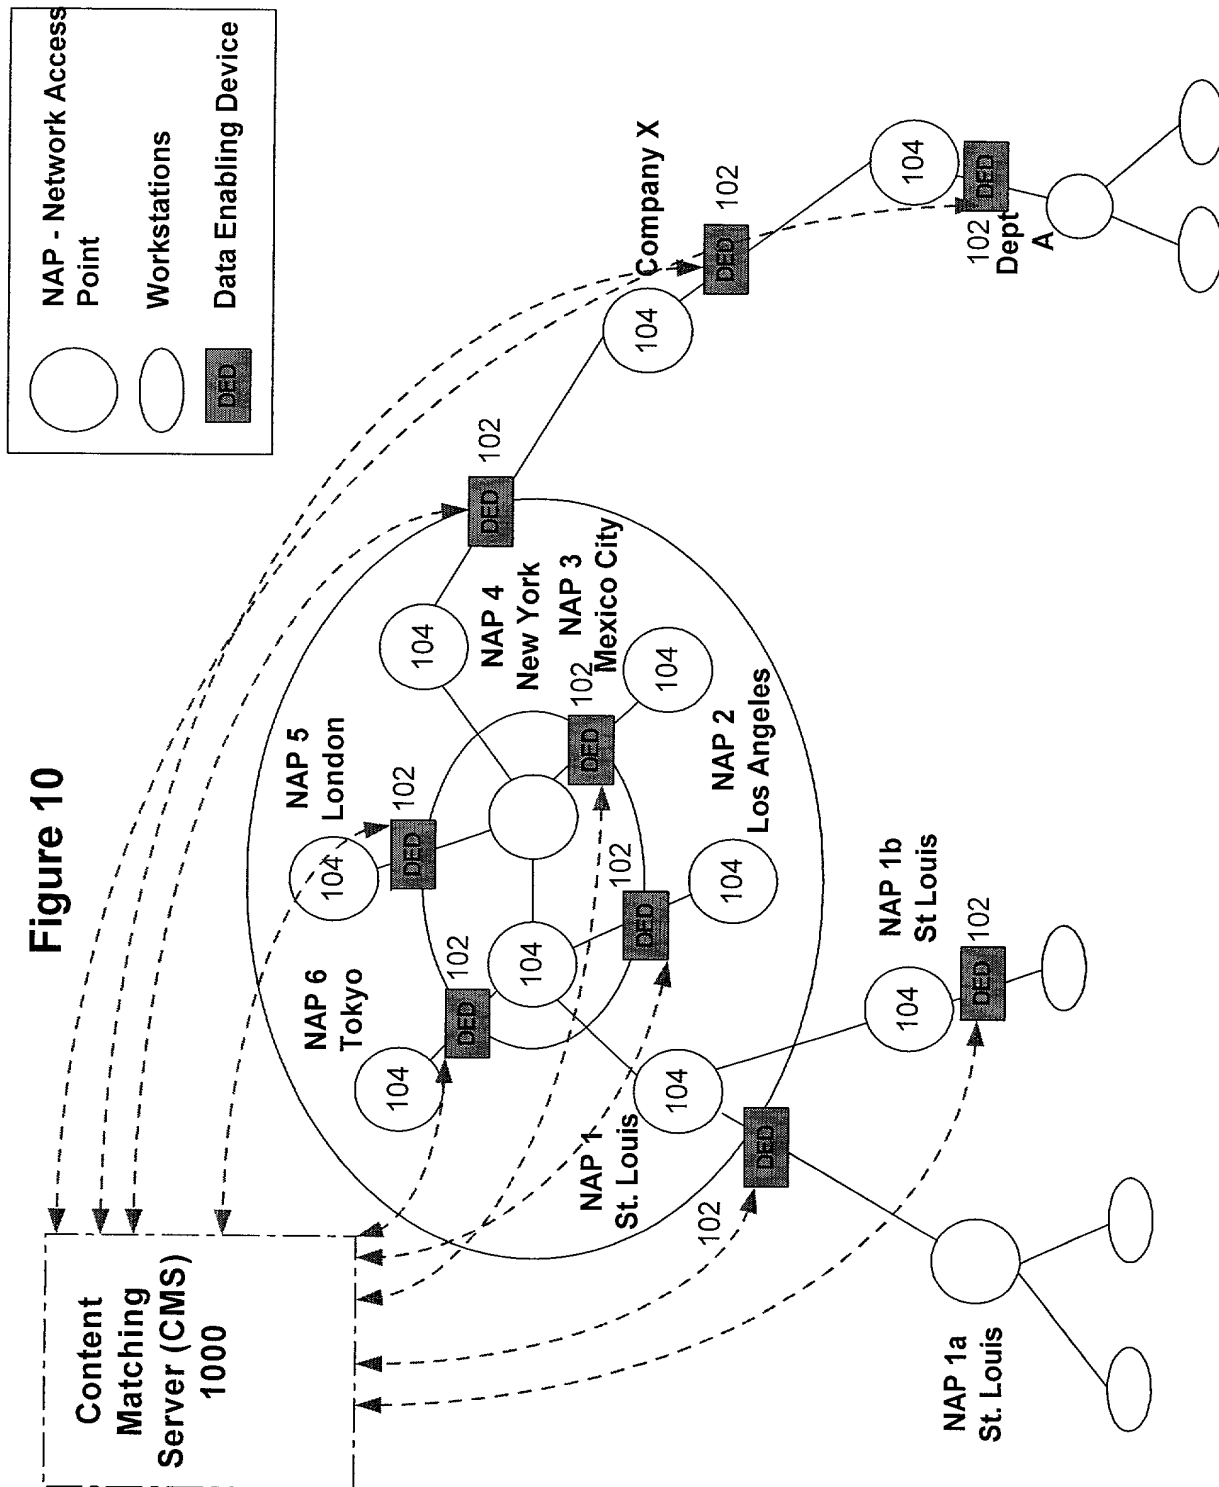 Figure 10
NAP - Network Access
Point
Workstations
DED
Data Enabling Device
Content
Matching
Server (CMS)
1000
NAP 6
Tokyo
104
102
DED
NAP 5
London
104
102
DED
104
NAP 4
New York
102
DED
104
Company X
102
DED
104
102
DED
Dept
A
NAP 3
Mexico City
102
DED
104
104
NAP 2
Los Angeles
102
DED
104
NAP 1
St. Louis
104
102
DED
NAP 1b
St Louis
104
102
DED
NAP 1a
St. Louis